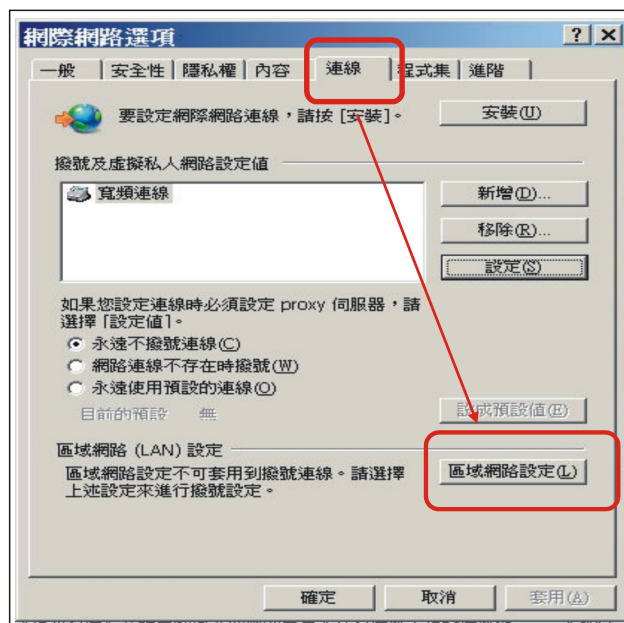 網際網路選項
一般 安全性 隱私權 內容 連線 程式集 進階
要設定網際網路連線，請按 [安裝]。 安裝(U)
撥號及虛擬私人網路設定值
寬頻連線
新增(D)...
移除(R)...
設定(S)
如果您設定連線時必須設定 proxy 伺服器，請
選擇「設定值」。
永遠不撥號連線(C)
網路連線不存在時撥號(W)
永遠使用預設的連線(O)
目前的預設 無 設成預設值(E)
區域網路 (LAN) 設定
區域網路設定不可套用到撥號連線。請選擇
上述設定來進行撥號設定。
區域網路設定(L)
確定 取消 套用(A)